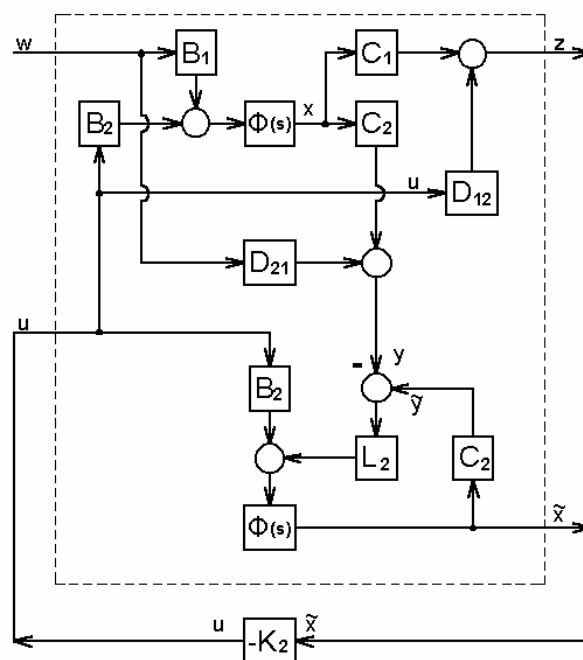 w B₁ C₁ z
B₂ Φ(s) x C₂
u D₁₂
D₂₁
u
- y
B₂ ỹ
L₂ C₂
Φ(s) x̃
u -K₂ x̃